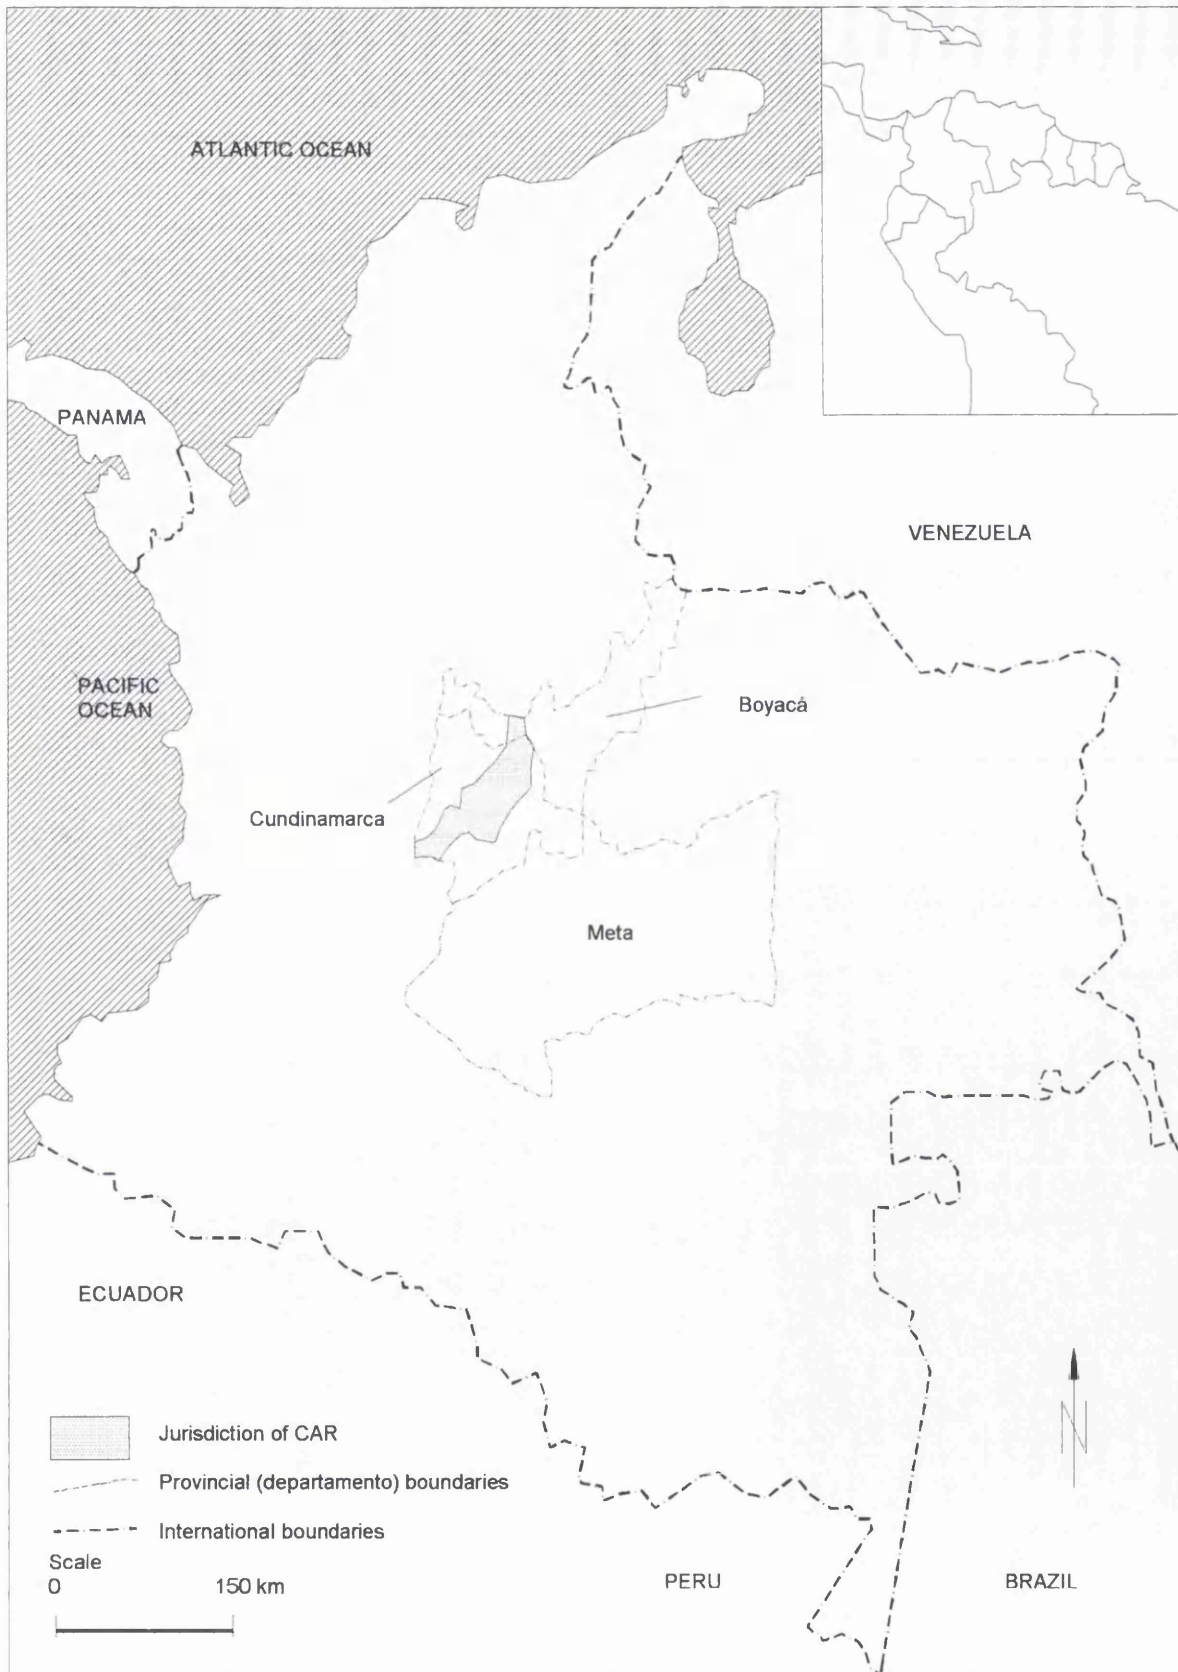 ATLANTIC OCEAN
PANAMA
VENEZUELA
PACIFIC
OCEAN
Boyacá
Cundinamarca
Meta
ECUADOR
N
Jurisdiction of CAR
Provincial (departamento) boundaries
International boundaries
Scale
0 150 km
PERU
BRAZIL